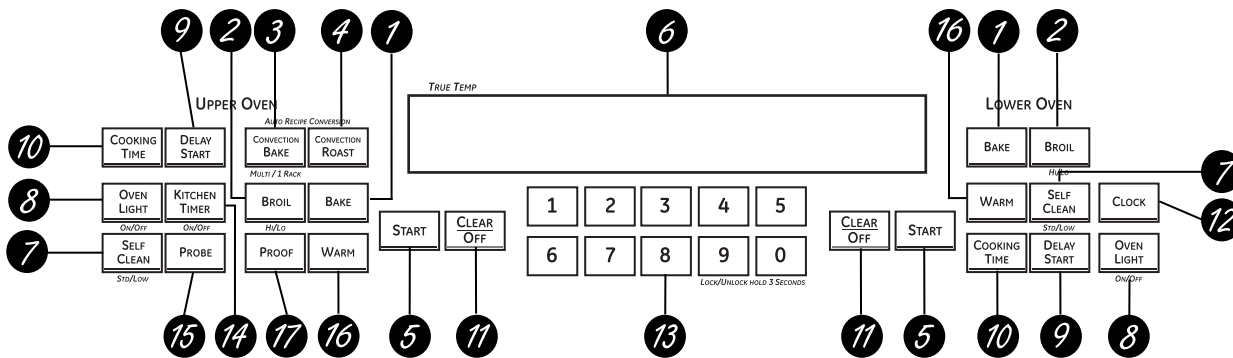 9 2 3 4 1 6 16 1 2
TRUE TEMP
UPPER OVEN LOWER OVEN
AUTO RECIPE CONVERSION
10 COOKING TIME DELAY START CONVECTION BAKE CONVECTION ROAST BAKE BROIL
MULTI / 1 RACK HI/LO 7
8 OVEN LIGHT KITCHEN TIMER BROIL BAKE 1 2 3 4 5 WARM SELF CLEAN CLOCK
ON/OFF ON/OFF HI/LO START CLEAR OFF CLEAR OFF START STD/LOW 12
7 SELF CLEAN PROBE PROOF WARM 6 7 8 9 0 COOKING TIME DELAY START OVEN LIGHT
STD/LOW LOCK/UNLOCK HOLD 3 SECONDS ON/OFF
15 14 17 16 5 11 13 11 5 10 9 8